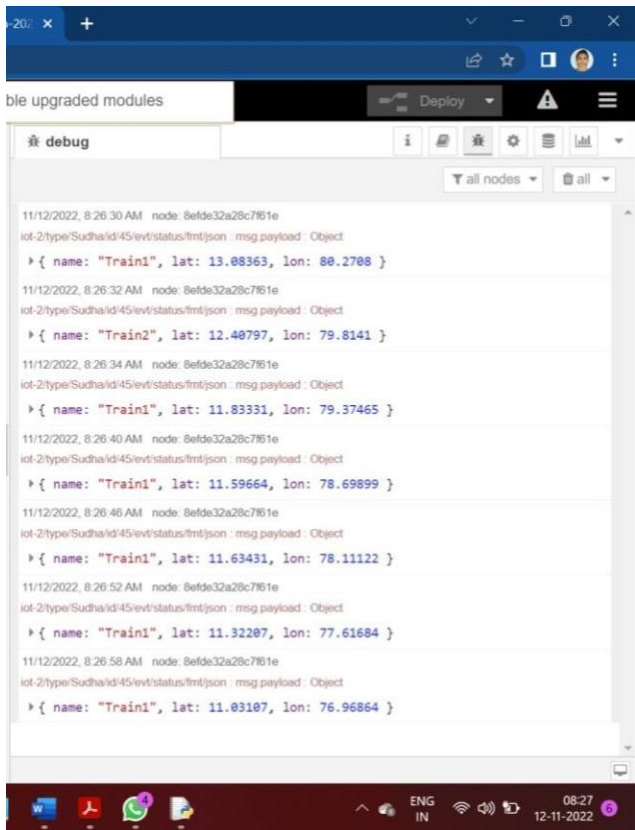 -202
ble upgraded modules
Deploy
debug
i
all nodes
all
11/12/2022, 8:26:30 AM node: 8efde32a28c7f61e
iot-2/type/Sudha/id/45/evt/status/fmt/json : msg.payload : Object
{ name: "Train1", lat: 13.08363, lon: 80.2708 }
11/12/2022, 8:26:32 AM node: 8efde32a28c7f61e
iot-2/type/Sudha/id/45/evt/status/fmt/json : msg.payload : Object
{ name: "Train2", lat: 12.40797, lon: 79.8141 }
11/12/2022, 8:26:34 AM node: 8efde32a28c7f61e
iot-2/type/Sudha/id/45/evt/status/fmt/json : msg.payload : Object
{ name: "Train1", lat: 11.83331, lon: 79.37465 }
11/12/2022, 8:26:40 AM node: 8efde32a28c7f61e
iot-2/type/Sudha/id/45/evt/status/fmt/json : msg.payload : Object
{ name: "Train1", lat: 11.59664, lon: 78.69899 }
11/12/2022, 8:26:46 AM node: 8efde32a28c7f61e
iot-2/type/Sudha/id/45/evt/status/fmt/json : msg.payload : Object
{ name: "Train1", lat: 11.63431, lon: 78.11122 }
11/12/2022, 8:26:52 AM node: 8efde32a28c7f61e
iot-2/type/Sudha/id/45/evt/status/fmt/json : msg.payload : Object
{ name: "Train1", lat: 11.32207, lon: 77.61684 }
11/12/2022, 8:26:58 AM node: 8efde32a28c7f61e
iot-2/type/Sudha/id/45/evt/status/fmt/json : msg.payload : Object
{ name: "Train1", lat: 11.03107, lon: 76.96864 }
4
ENG
IN
08:27
12-11-2022
6